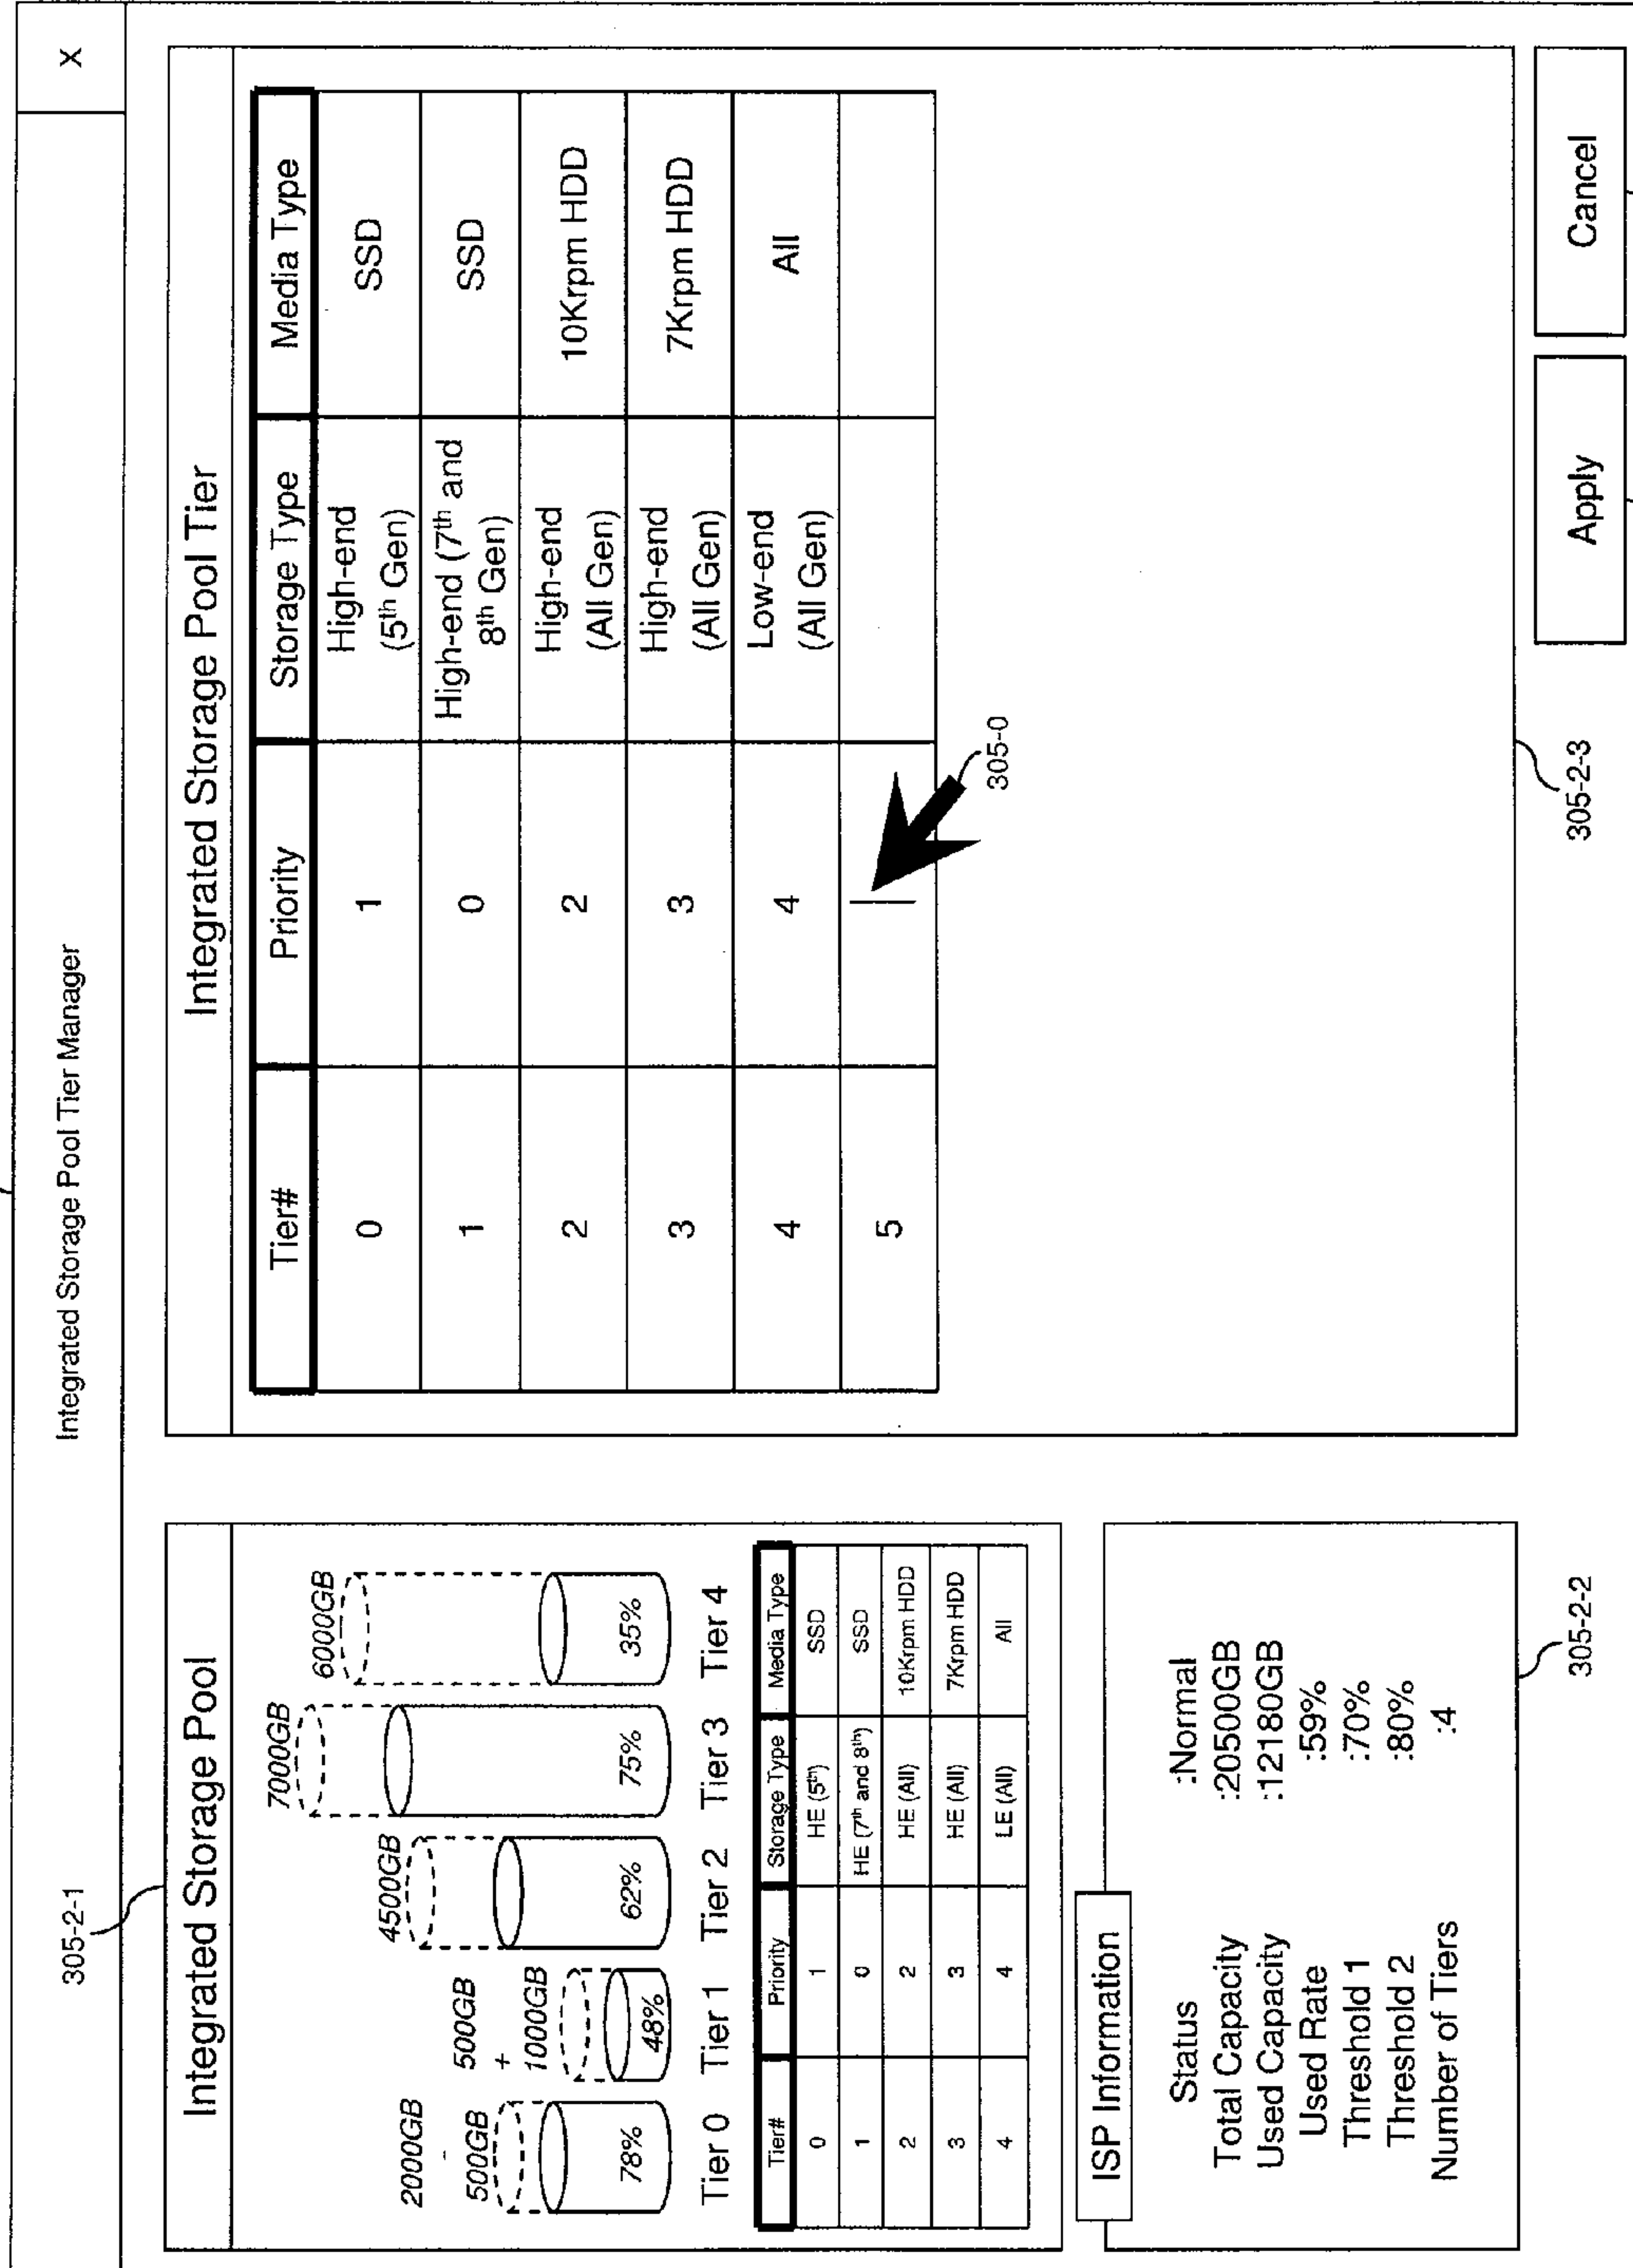 Integrated Storage Pool Tier Manager
X
305-2-1
Integrated Storage Pool
2000GB
-
500GB
500GB
+
1000GB
4500GB
7000GB
6000GB
78%
48%
62%
75%
35%
Tier 0 Tier 1 Tier 2 Tier 3 Tier 4
Tier# Priority Storage Type Media Type
0 1 HE (5th) SSD
1 0 HE (7th and 8th) SSD
2 2 HE (All) 10Krpm HDD
3 3 HE (All) 7Krpm HDD
4 4 LE (All) All
ISP Information
Status :Normal
Total Capacity :20500GB
Used Capacity :12180GB
Used Rate :59%
Threshold 1 :70%
Threshold 2 :80%
Number of Tiers :4
305-2-2
Integrated Storage Pool Tier
Tier# Priority Storage Type Media Type
0 1 High-end (5th Gen) SSD
1 0 High-end (7th and 8th Gen) SSD
2 2 High-end (All Gen) 10Krpm HDD
3 3 High-end (All Gen) 7Krpm HDD
4 4 Low-end (All Gen) All
5
305-0
305-2-3
Apply
Cancel